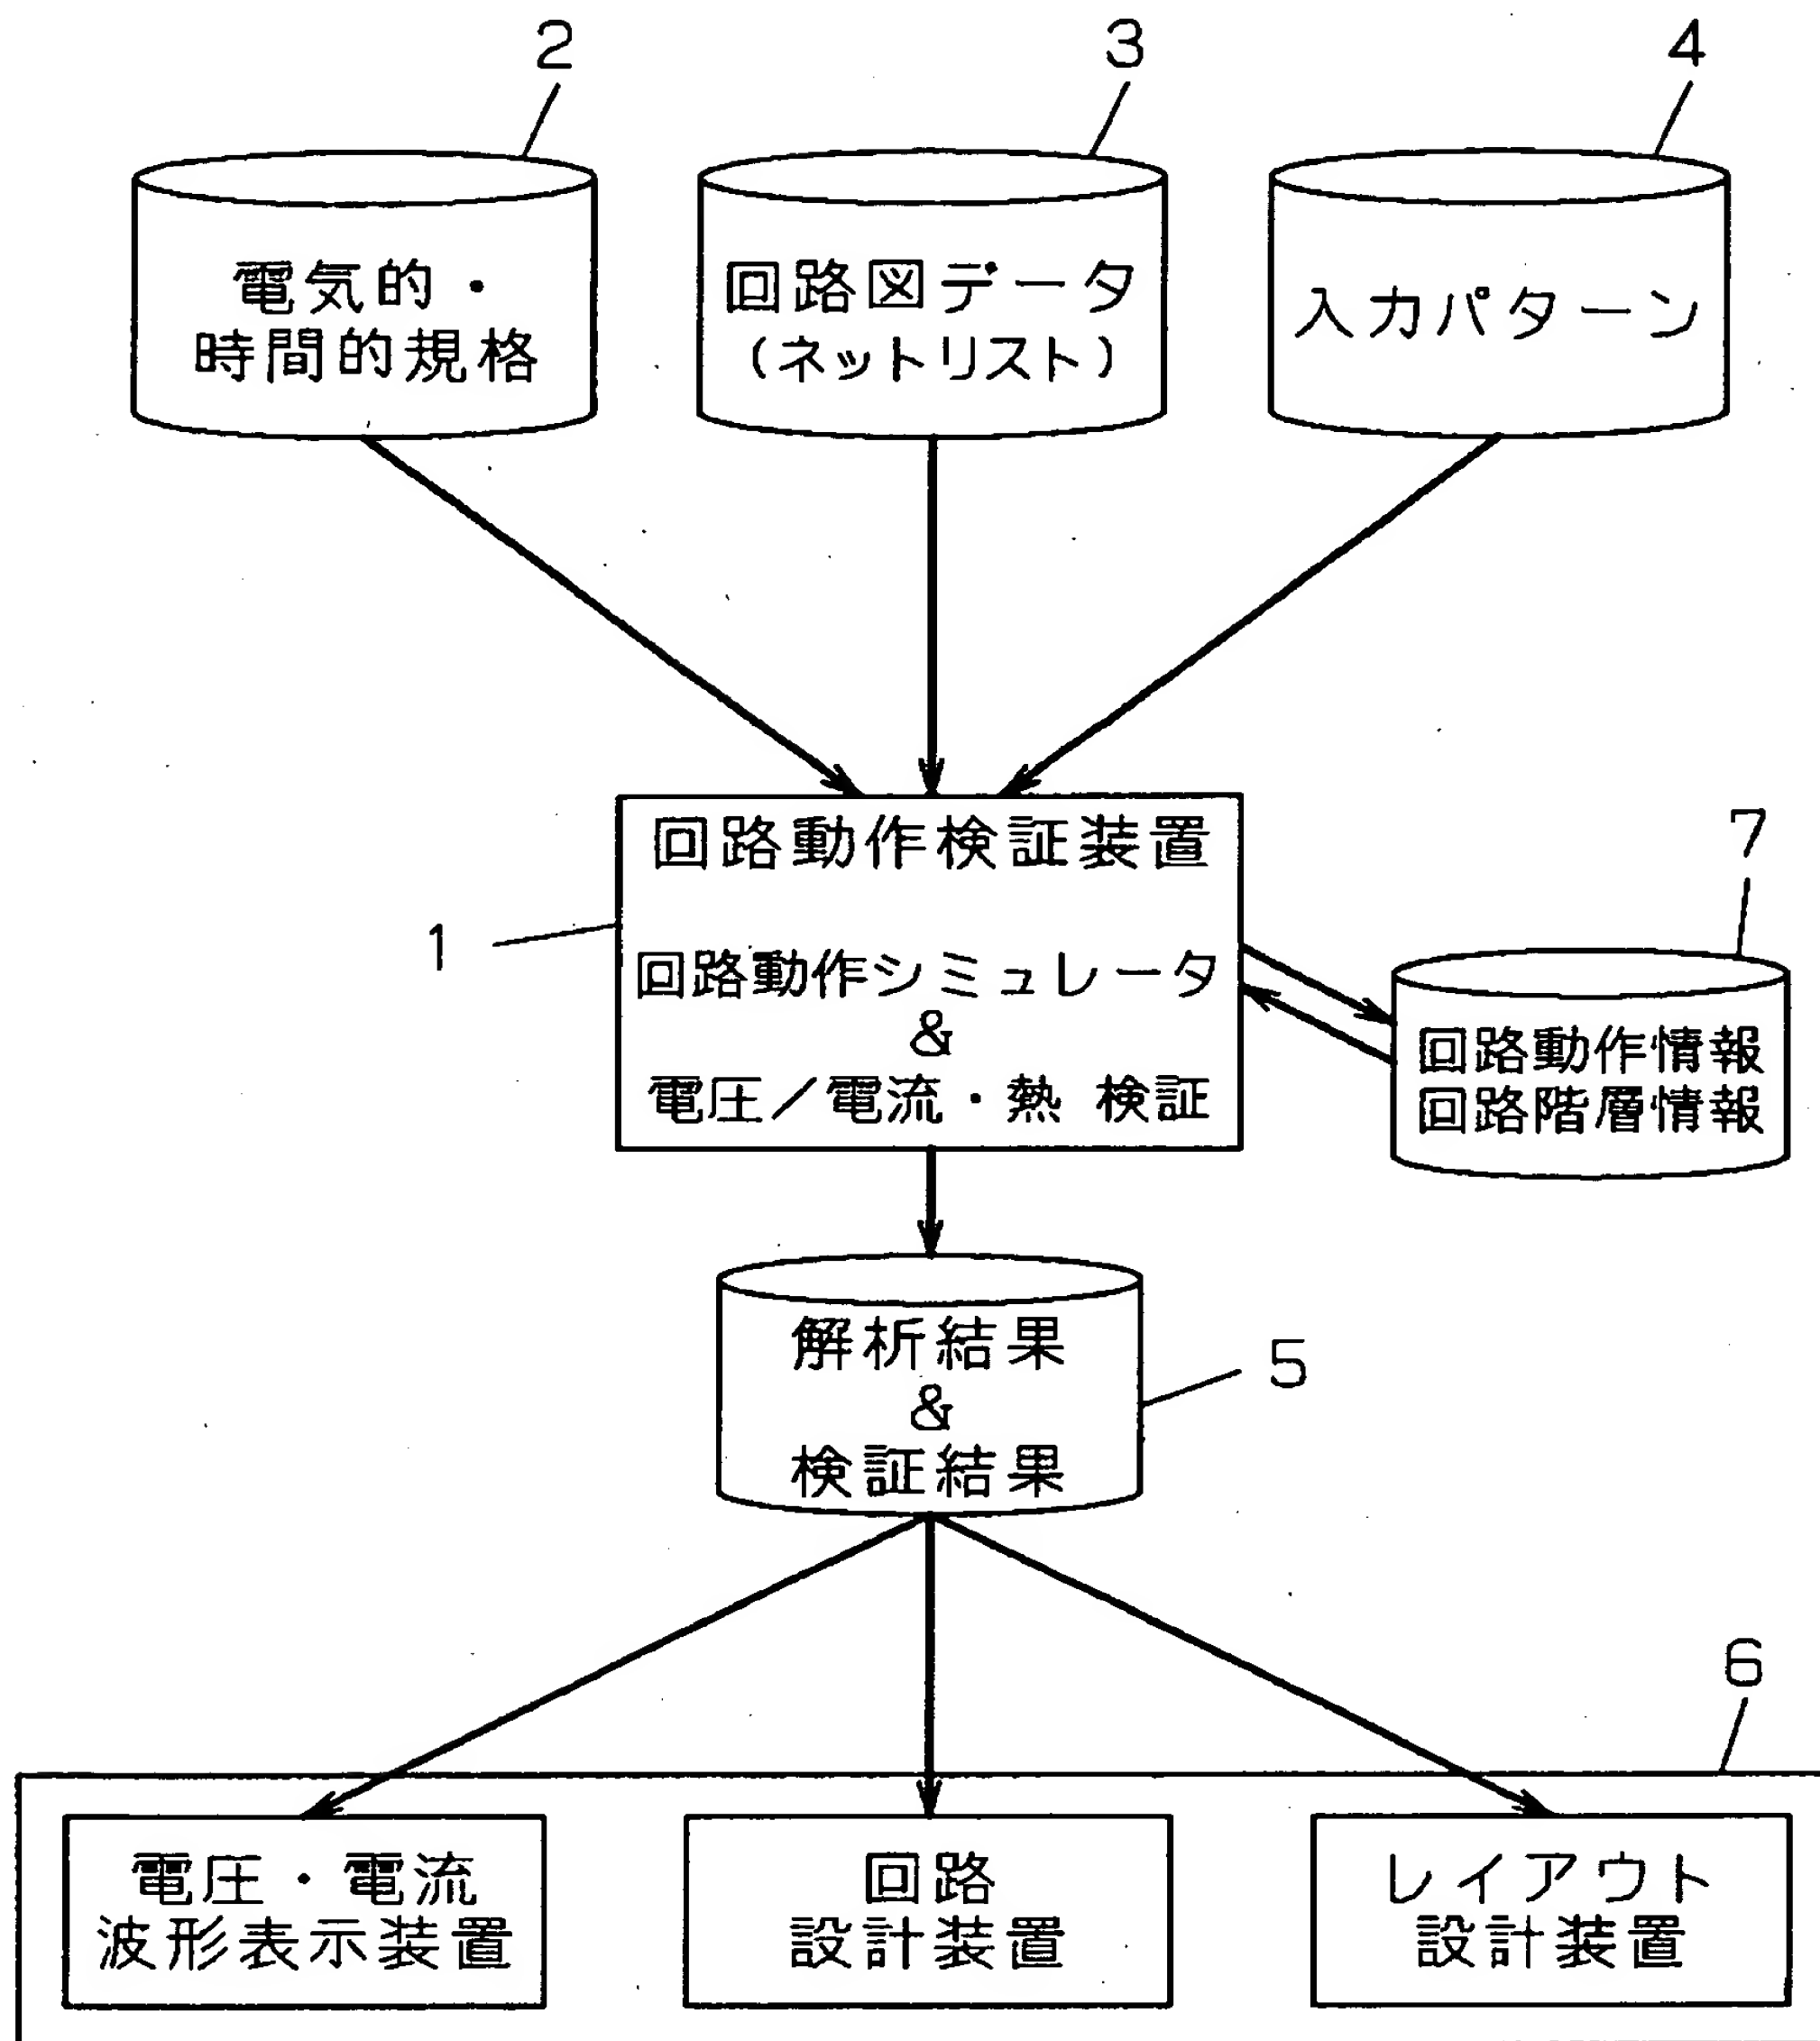 2
3
4
電気的・
時間的規格
回路図データ
（ネットリスト）
入力パターン
回路動作検証装置
1
回路動作シミュレータ
&
電圧／電流・熱 検証
7
回路動作情報
回路階層情報
解析結果
&
検証結果
5
6
電圧・電流
波形表示装置
回路
設計装置
レイアウト
設計装置